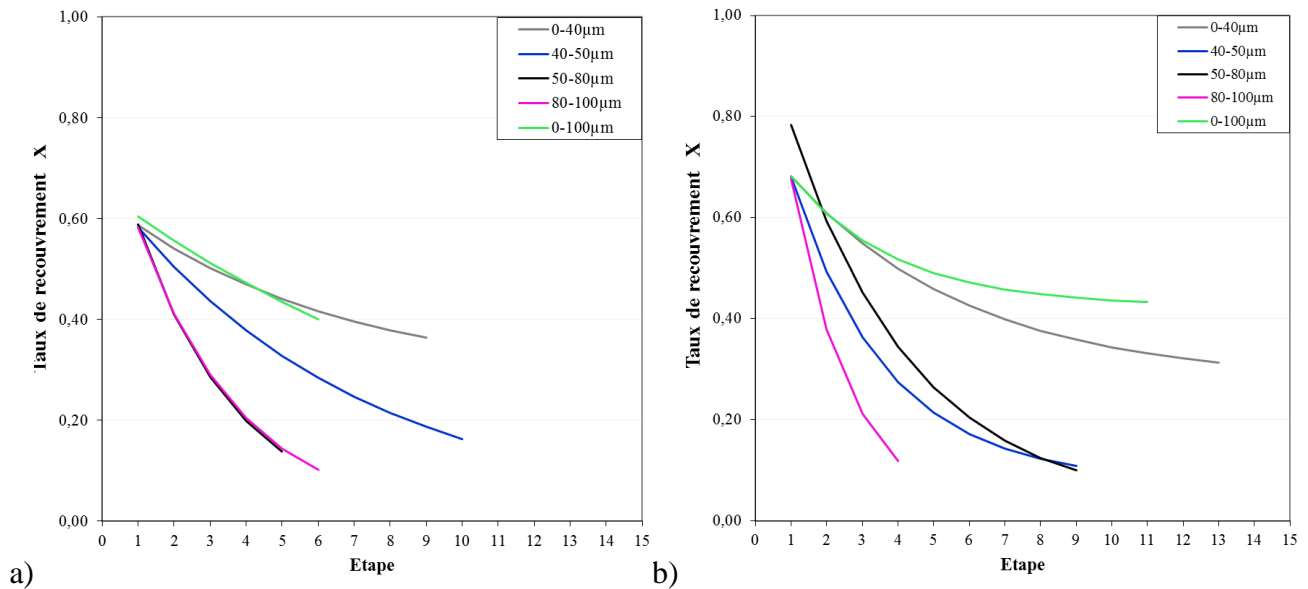 1,00
0,80
0,60
0,40
0,20
0,00
Taux de recouvrement X
0-40µm
40-50µm
50-80µm
80-100µm
0-100µm
0 1 2 3 4 5 6 7 8 9 10 11 12 13 14 15
Etape
a)
1,00
0,80
0,60
0,40
0,20
0,00
Taux de recouvrement X
0-40µm
40-50µm
50-80µm
80-100µm
0-100µm
0 1 2 3 4 5 6 7 8 9 10 11 12 13 14 15
Etape
b)